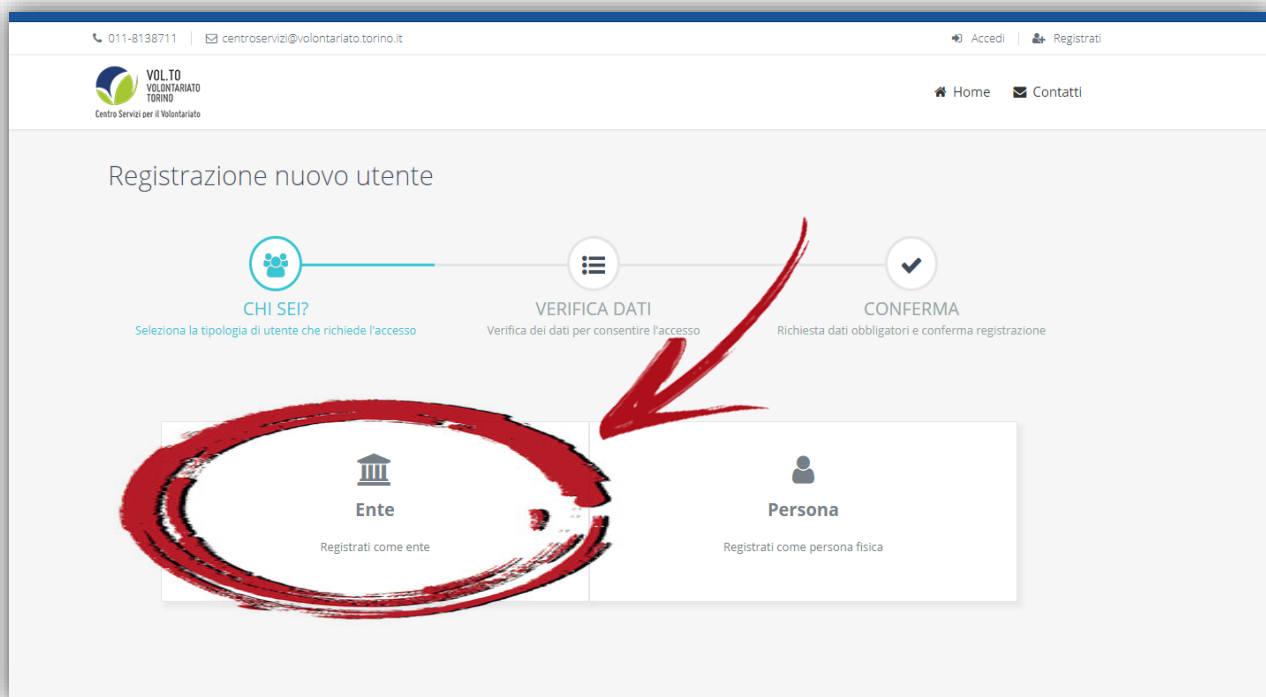 011-8138711 centroservizi@volontariato.torino.it Accedi Registrati
VOL.TO
VOLONTARIATO
TORINO
Centro Servizi per il Volontariato
Home Contatti
Registrazione nuovo utente
CHI SEI? VERIFICA DATI CONFERMA
Seleziona la tipologia di utente che richiede l'accesso Verifica dei dati per consentire l'accesso Richiesta dati obbligatori e conferma registrazione
Ente Persona
Registrati come ente Registrati come persona fisica